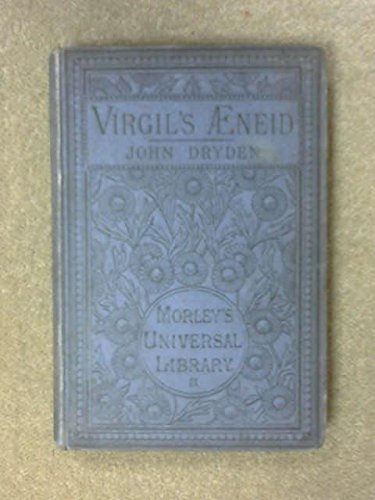 VIRGIL'S ÆNEID
JOHN DRYDEN
MORLEY'S
UNIVERSAL
LIBRARY